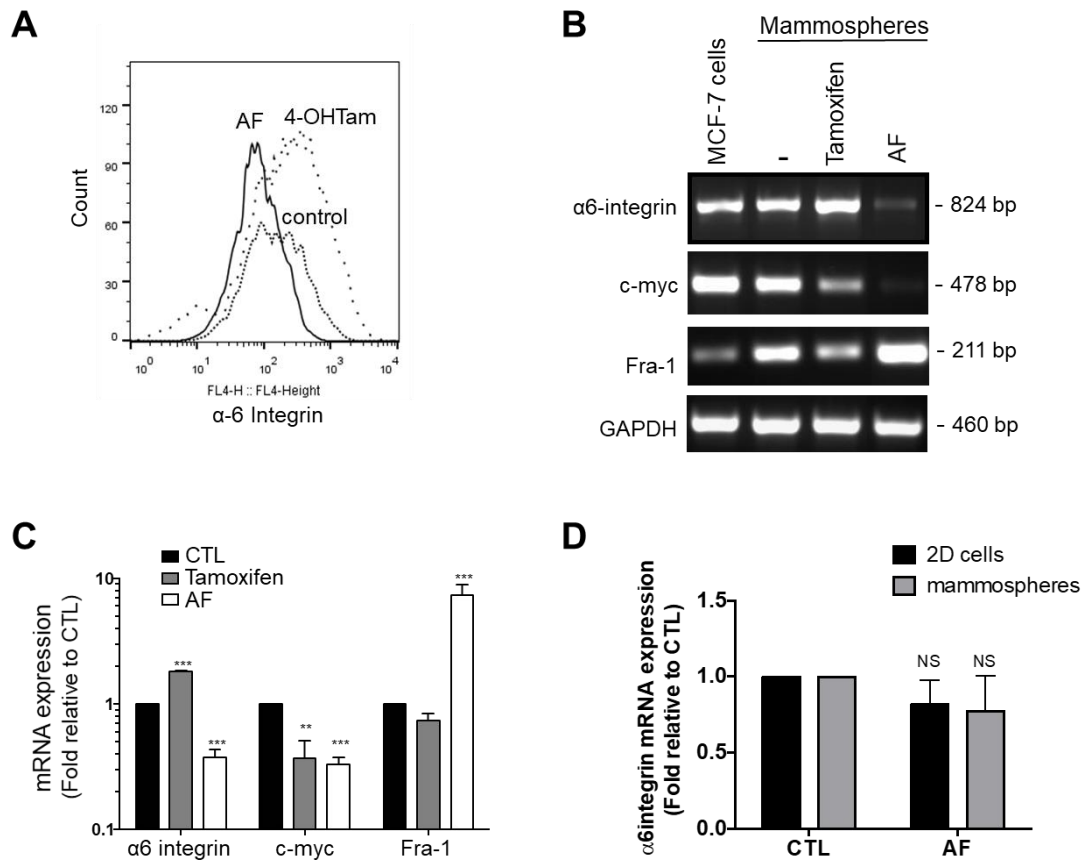 A
AF
4-OHTam
control
Count
120
90
60
30
0
10^0
10^1
10^2
10^3
10^4
FL4-H :: FL4-Height
α-6 Integrin
B
Mammospheres
MCF-7 cells
-
Tamoxifen
AF
α6-integrin
- 824 bp
c-myc
- 478 bp
Fra-1
- 211 bp
GAPDH
- 460 bp
C
CTL
Tamoxifen
AF
mRNA expression
(Fold relative to CTL)
10
1
0.1
***
***
**
***
***
α6 integrin
c-myc
Fra-1
D
2D cells
mammospheres
α6integrin mRNA expression
(Fold relative to CTL)
1.5
1.0
0.5
0.0
NS
NS
CTL
AF